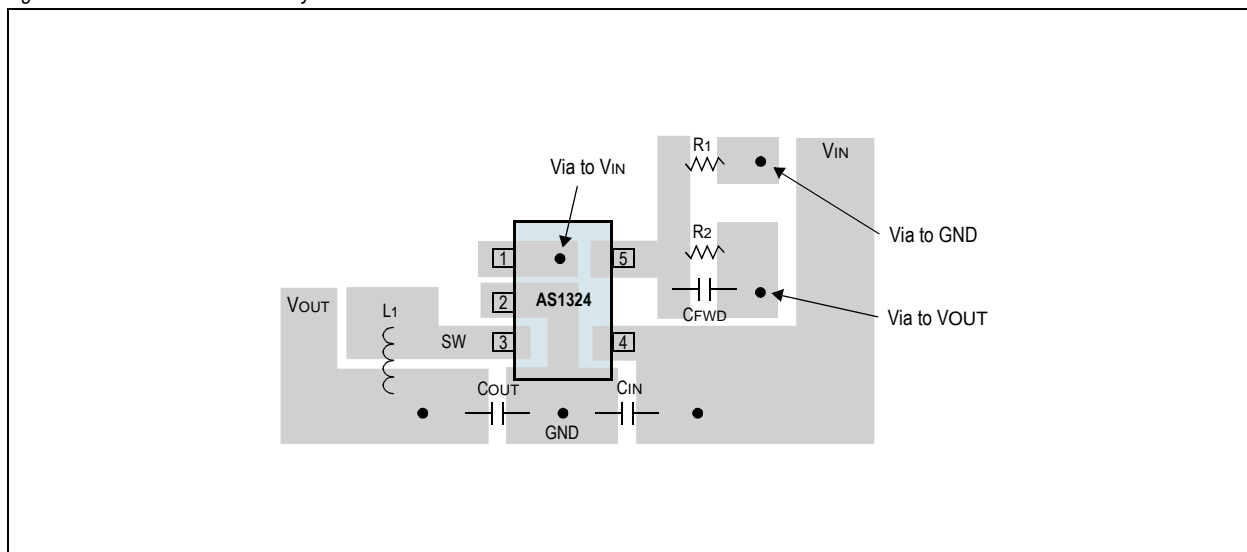 R1
VIN
Via to VIN
Via to GND
R2
1
5
AS1324
2
VOUT
CFWD
Via to VOUT
L1
SW
3
4
COUT
CIN
GND